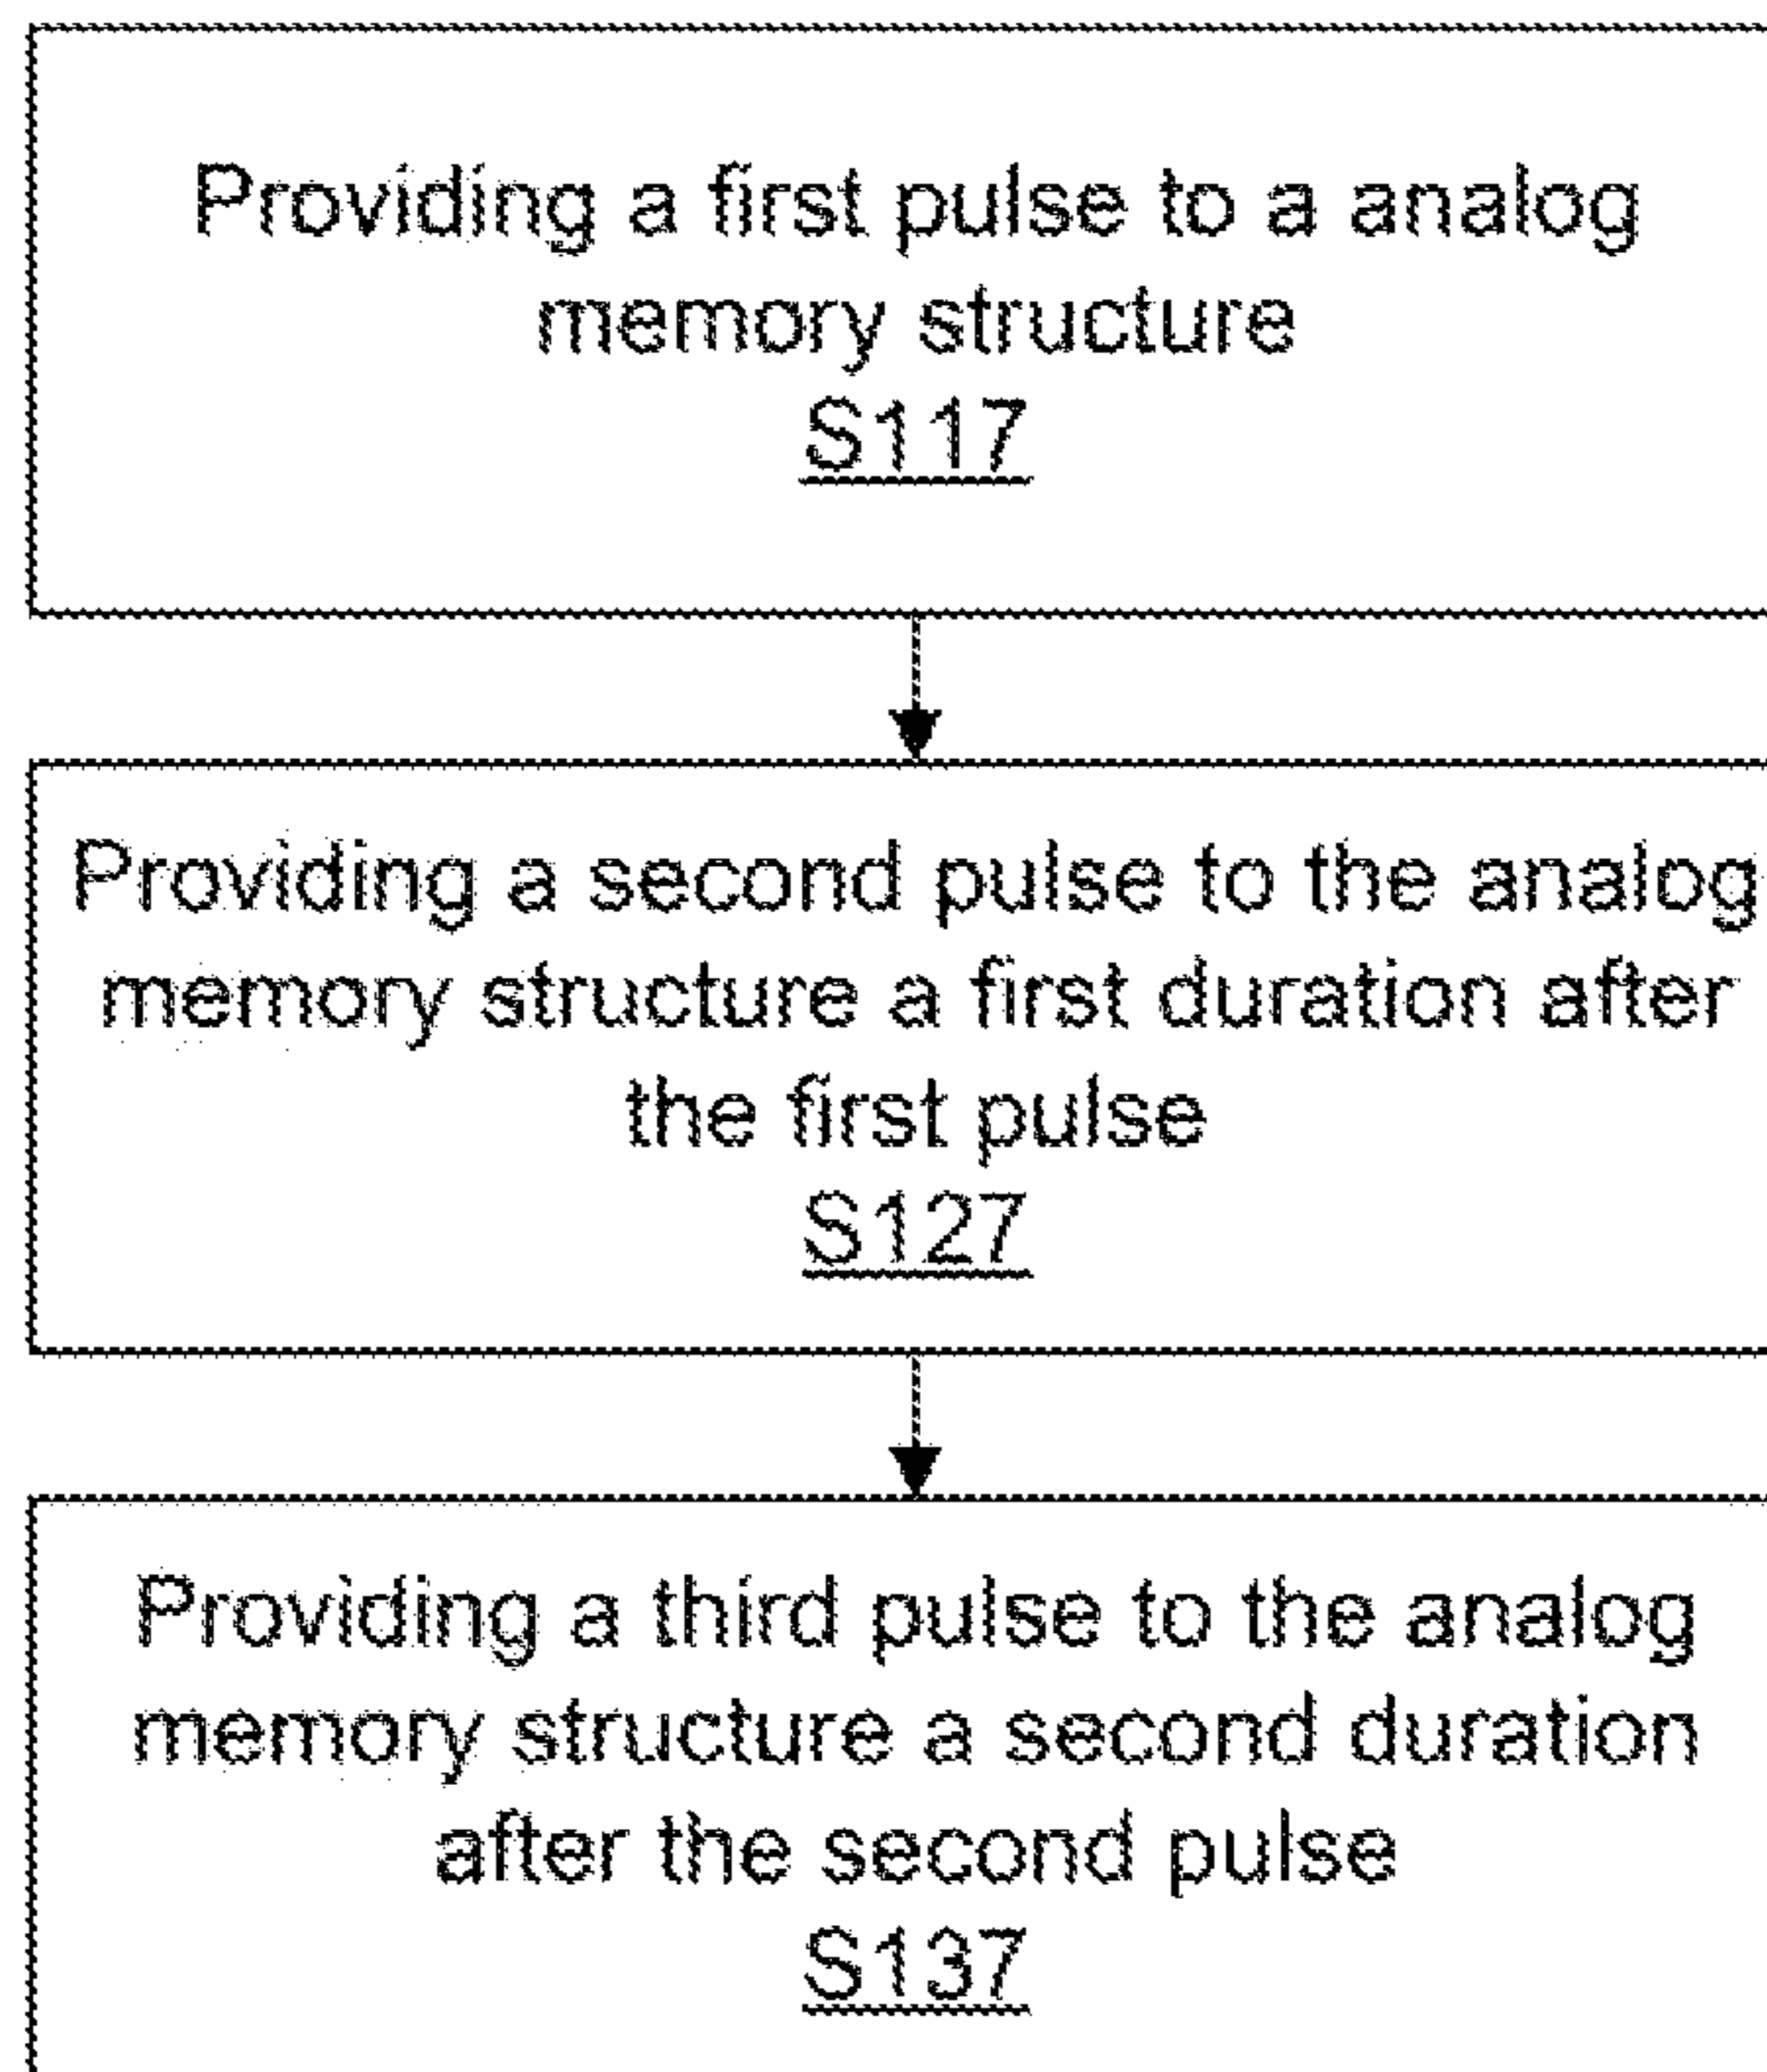 Providing a first pulse to a analog
memory structure
S117
Providing a second pulse to the analog
memory structure a first duration after
the first pulse
S127
Providing a third pulse to the analog
memory structure a second duration
after the second pulse
S137